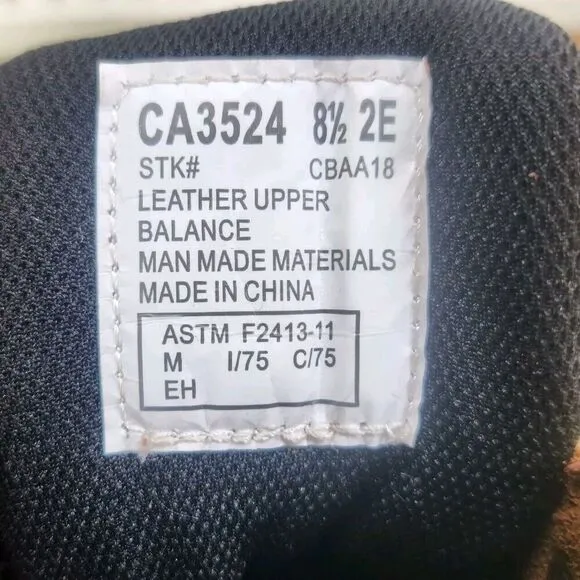 CA3524 8½ 2E
STK# CBAA18
LEATHER UPPER
BALANCE
MAN MADE MATERIALS
MADE IN CHINA
ASTM F2413-11
M I/75 C/75
EH